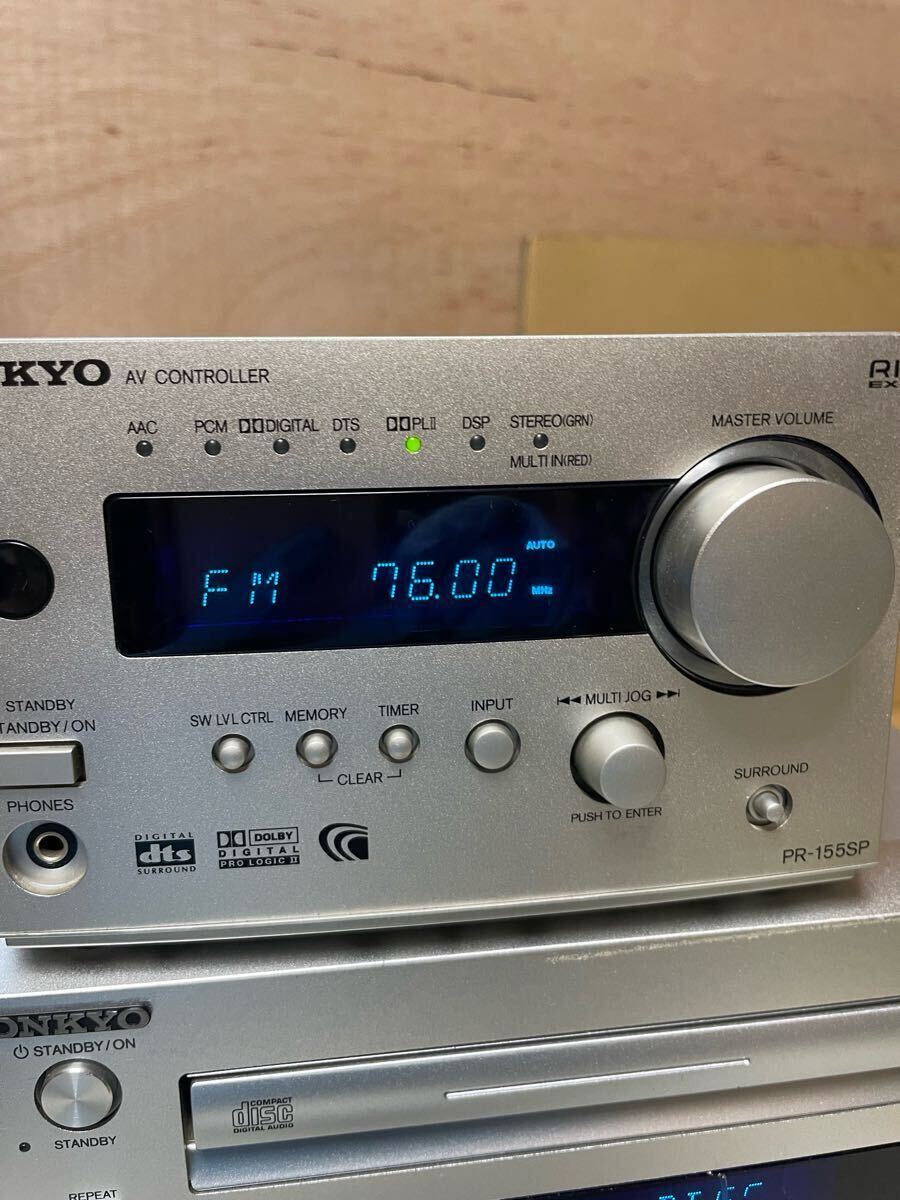 KYO AV CONTROLLER RI
EX
AAC PCM DIGITAL DTS PLII DSP STEREO(GRN) MASTER VOLUME
MULTI IN(RED)
AUTO
FM 76.00 MHz
STANDBY
TANDBY/ON
SW LVL CTRL MEMORY TIMER INPUT MULTI JOG
CLEAR
SURROUND
PHONES
PUSH TO ENTER
DIGITAL
dts
SURROUND
DOLBY
DIGITAL
PRO LOGIC II
PR-155SP
ONKYO
STANDBY/ON
COMPACT
disc
DIGITAL AUDIO
STANDBY
REPEAT
DISC